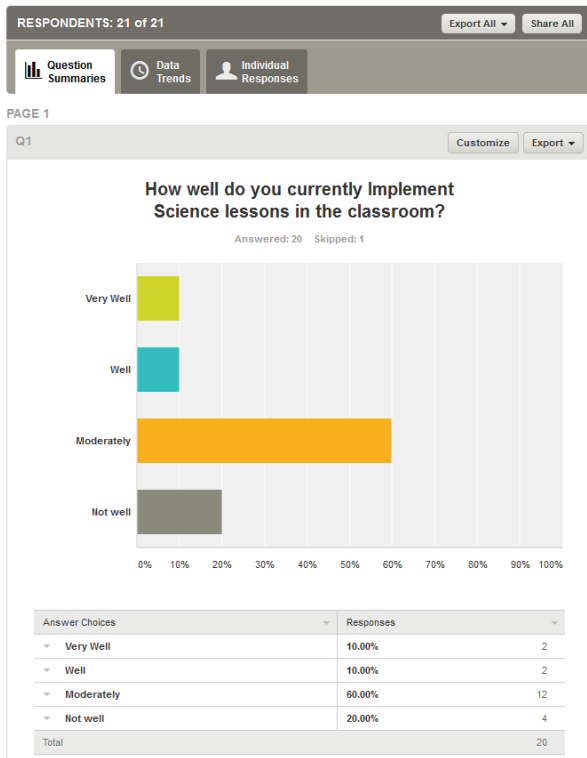 RESPONDENTS: 21 of 21
Export All
Share All
Question
Summaries
Data
Trends
Individual
Responses
PAGE 1
Q1
Customize
Export
How well do you currently Implement
Science lessons in the classroom?
Answered: 20 Skipped: 1
Very Well
Well
Moderately
Not well
0% 10% 20% 30% 40% 50% 60% 70% 80% 90% 100%
Answer Choices Responses
Very Well 10.00% 2
Well 10.00% 2
Moderately 60.00% 12
Not well 20.00% 4
Total 20